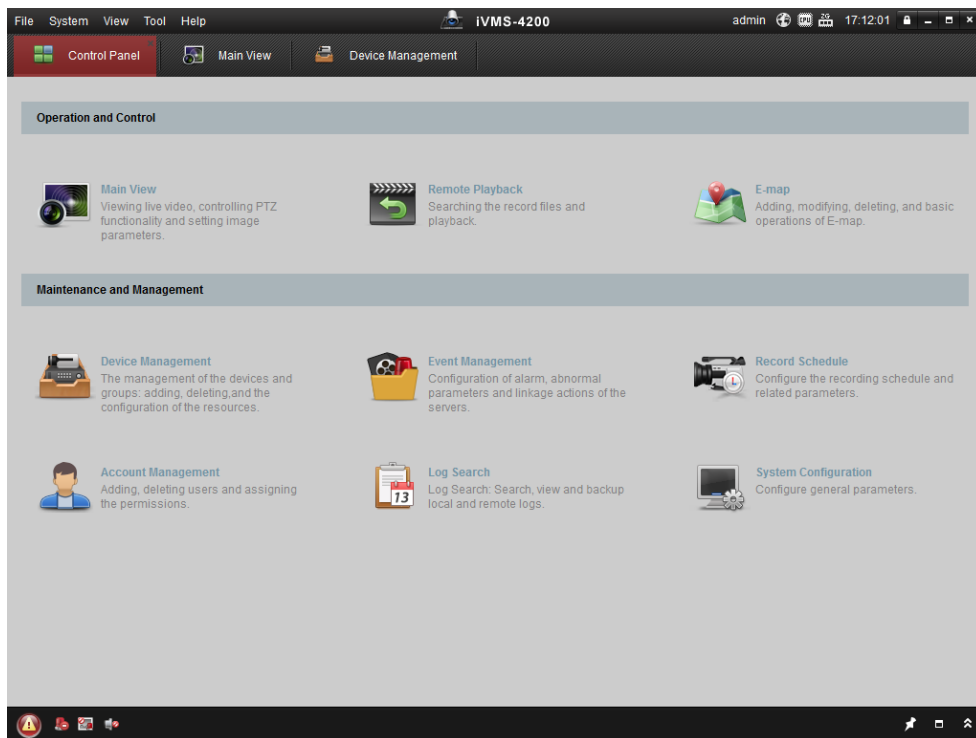 File System View Tool Help iVMS-4200 admin 17:12:01
Control Panel Main View Device Management
Operation and Control
Main View
Viewing live video, controlling PTZ
functionality and setting image
parameters.
Remote Playback
Searching the record files and
playback.
E-map
Adding, modifying, deleting, and basic
operations of E-map.
Maintenance and Management
Device Management
The management of the devices and
groups: adding, deleting,and the
configuration of the resources.
Event Management
Configuration of alarm, abnormal
parameters and linkage actions of the
servers.
Record Schedule
Configure the recording schedule and
related parameters.
Account Management
Adding, deleting users and assigning
the permissions.
13
Log Search
Log Search: Search, view and backup
local and remote logs.
System Configuration
Configure general parameters.